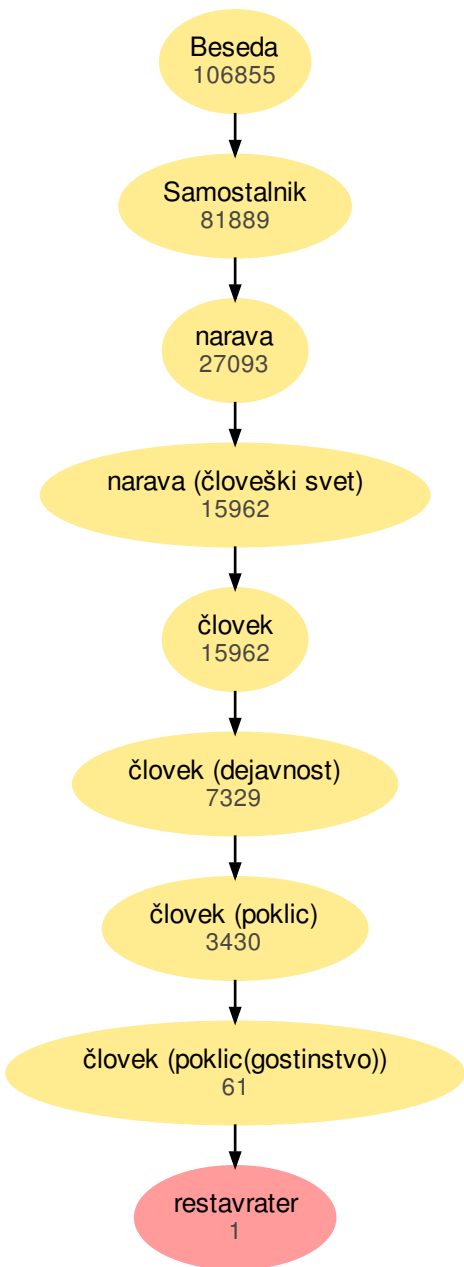 Beseda
106855
Samostalnik
81889
narava
27093
narava (človeški svet)
15962
človek
15962
človek (dejavnost)
7329
človek (poklic)
3430
človek (poklic(gostinstvo))
61
restavrater
1